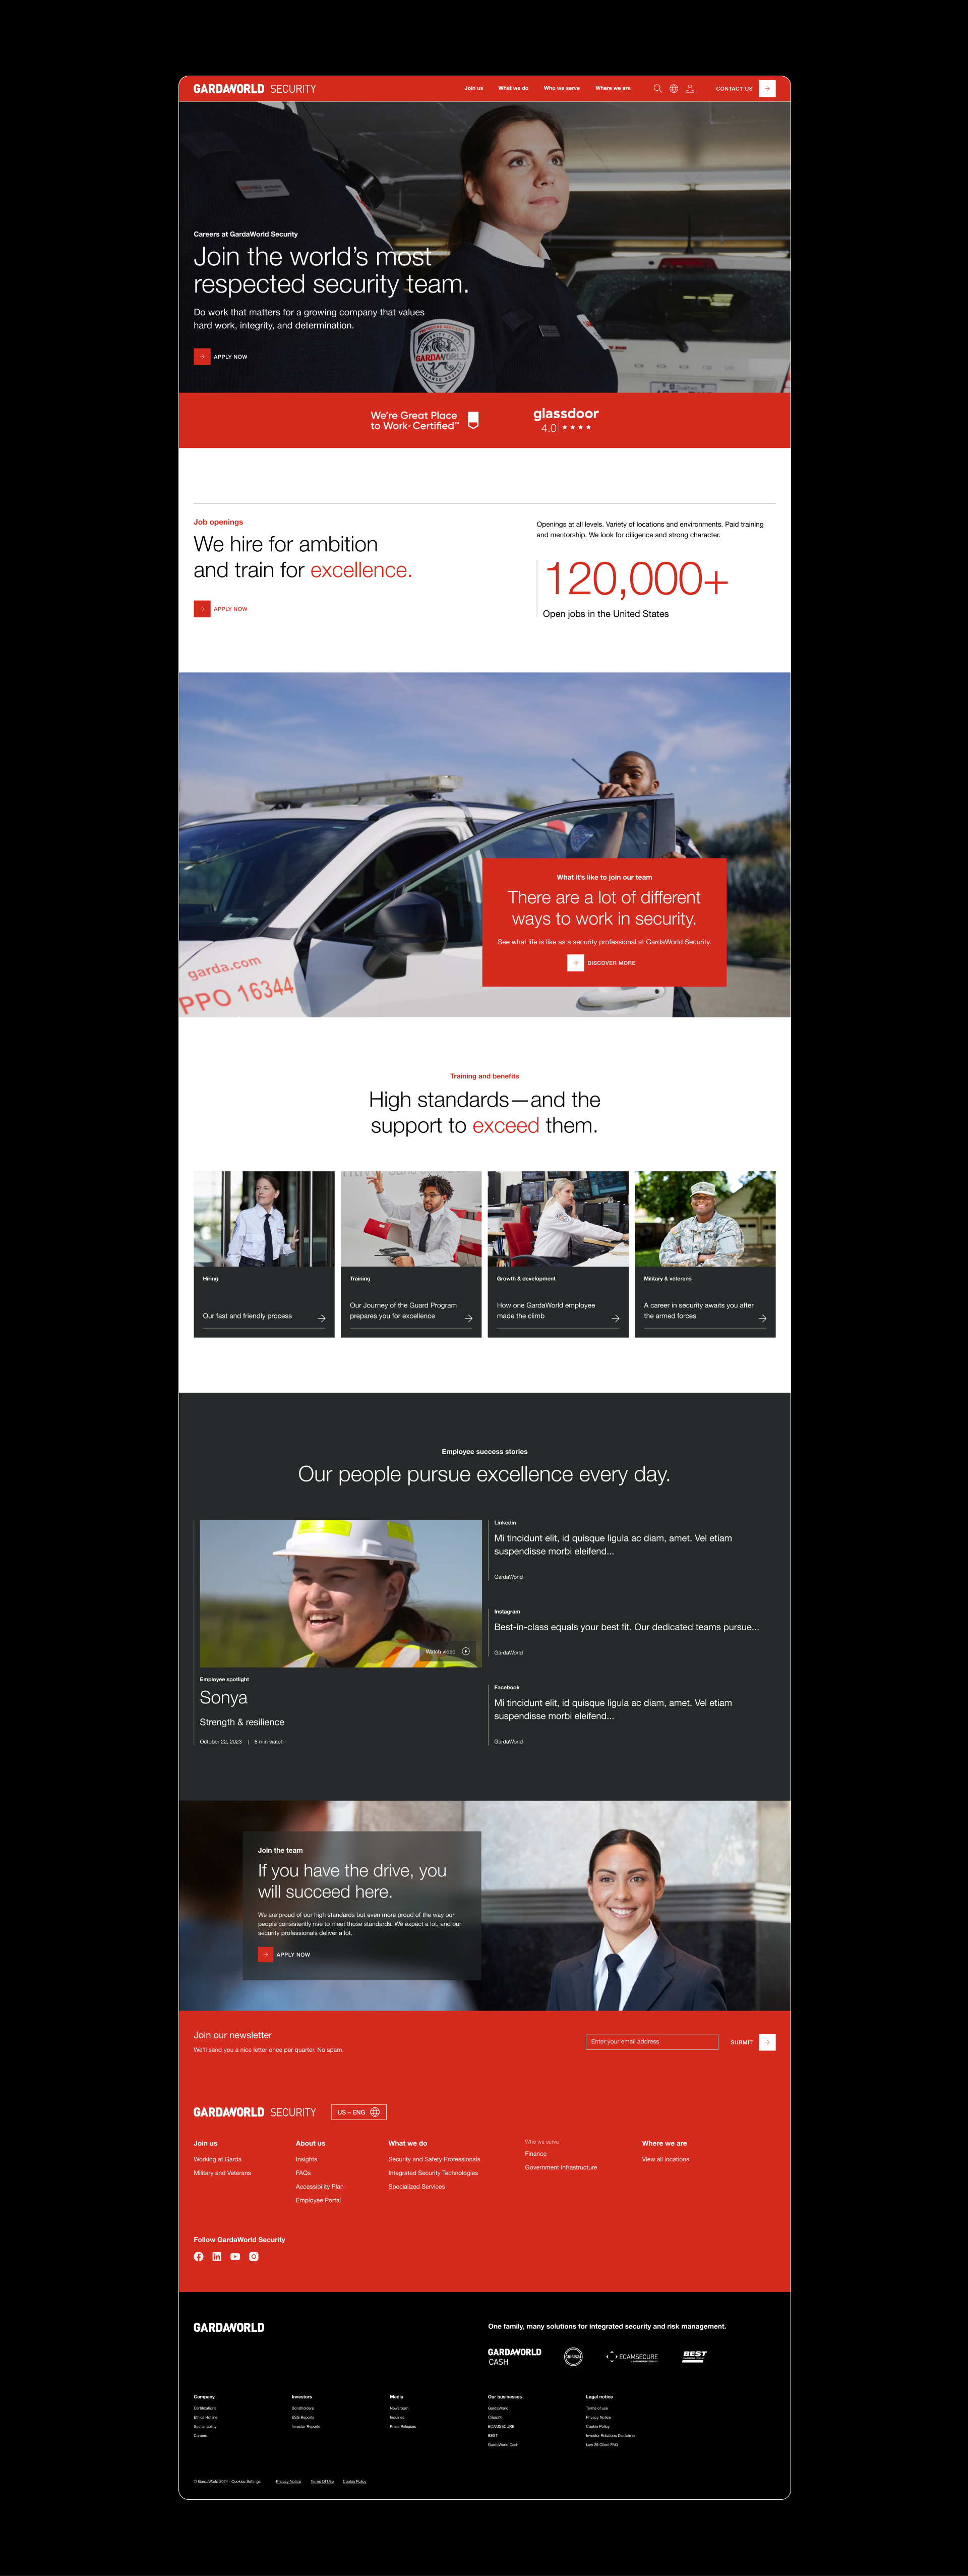 GARDAWORLD SECURITY
Join us
What we do
Who we serve
Where we are
CONTACT US
Careers at GardaWorld Security
Join the world's most
respected security team.
Do work that matters for a growing company that values
hard work, integrity, and determination.
GARDAWORLD
APPLY NOW
We're Great Place
to Work-Certified™
glassdoor
4.0
Job openings
We hire for ambition
and train for excellence.
APPLY NOW
Openings at all levels. Variety of locations and environments. Paid training
and mentorship. We look for diligence and strong character.
120,000+
Open jobs in the United States
garda.com
PPO 16344
What it's like to join our team
There are a lot of different
ways to work in security.
See what life is like as a security professional at GardaWorld Security.
DISCOVER MORE
Training and benefits
High standards—and the
support to exceed them.
Hiring
Our fast and friendly process
Training
Our Journey of the Guard Program
prepares you for excellence
Growth & development
How one GardaWorld employee
made the climb
Military & veterans
A career in security awaits you after
the armed forces
Employee success stories
Our people pursue excellence every day.
Watch video
Employee spotlight
Sonya
Strength & resilience
October 22, 2023 | 8 min watch
Linkedin
Mi tincidunt elit, id quisque ligula ac diam, amet. Vel etiam
suspendisse morbi eleifend...
GardaWorld
Instagram
Best-in-class equals your best fit. Our dedicated teams pursue...
GardaWorld
Facebook
Mi tincidunt elit, id quisque ligula ac diam, amet. Vel etiam
suspendisse morbi eleifend...
GardaWorld
Join the team
If you have the drive, you
will succeed here.
We are proud of our high standards but even more proud of the way our
people consistently rise to meet those standards. We expect a lot, and our
security professionals deliver a lot.
APPLY NOW
Join our newsletter
We'll send you a nice letter once per quarter. No spam.
Enter your email address
SUBMIT
GARDAWORLD SECURITY
US – ENG
Join us
Working at Garda
Military and Veterans
About us
Insights
FAQs
Accessibility Plan
Employee Portal
What we do
Security and Safety Professionals
Integrated Security Technologies
Specialized Services
Who we serve
Finance
Government Infrastructure
Where we are
View all locations
Follow GardaWorld Security
GARDAWORLD
One family, many solutions for integrated security and risk management.
GARDAWORLD
CASH
CRISIS24
ECAMSECURE
BEST
Company
Certifications
Ethics Hotline
Sustainability
Careers
Investors
Bondholders
ESG Reports
Investor Reports
Media
Newsroom
Inquiries
Press Releases
Our businesses
GardaWorld
Crisis24
ECAMSECURE
BEST
GardaWorld Cash
Legal notice
Terms of use
Privacy Notice
Cookie Policy
Investor Relations Disclaimer
Law 25 Client FAQ
© GardaWorld 2024 - Cookies Settings
Privacy Notice
Terms Of Use
Cookie Policy